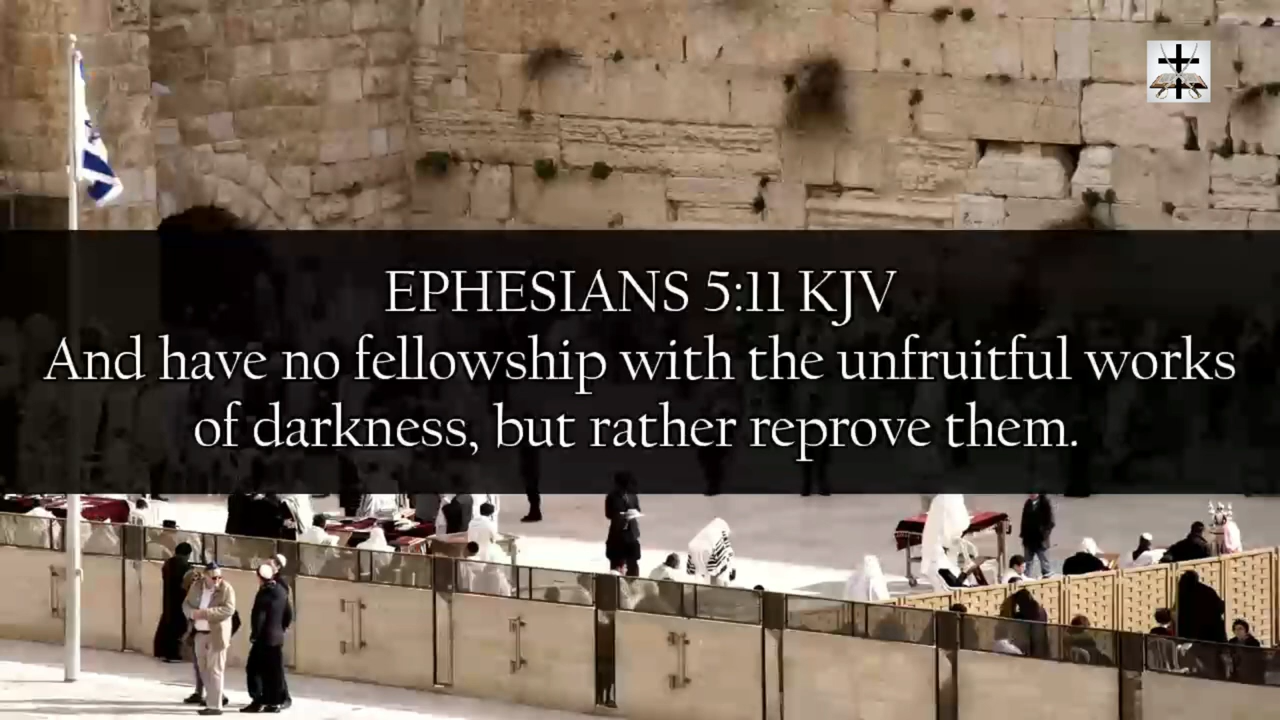 EPHESIANS 5:11 KJV
And have no fellowship with the unfruitful works
of darkness, but rather reprove them.